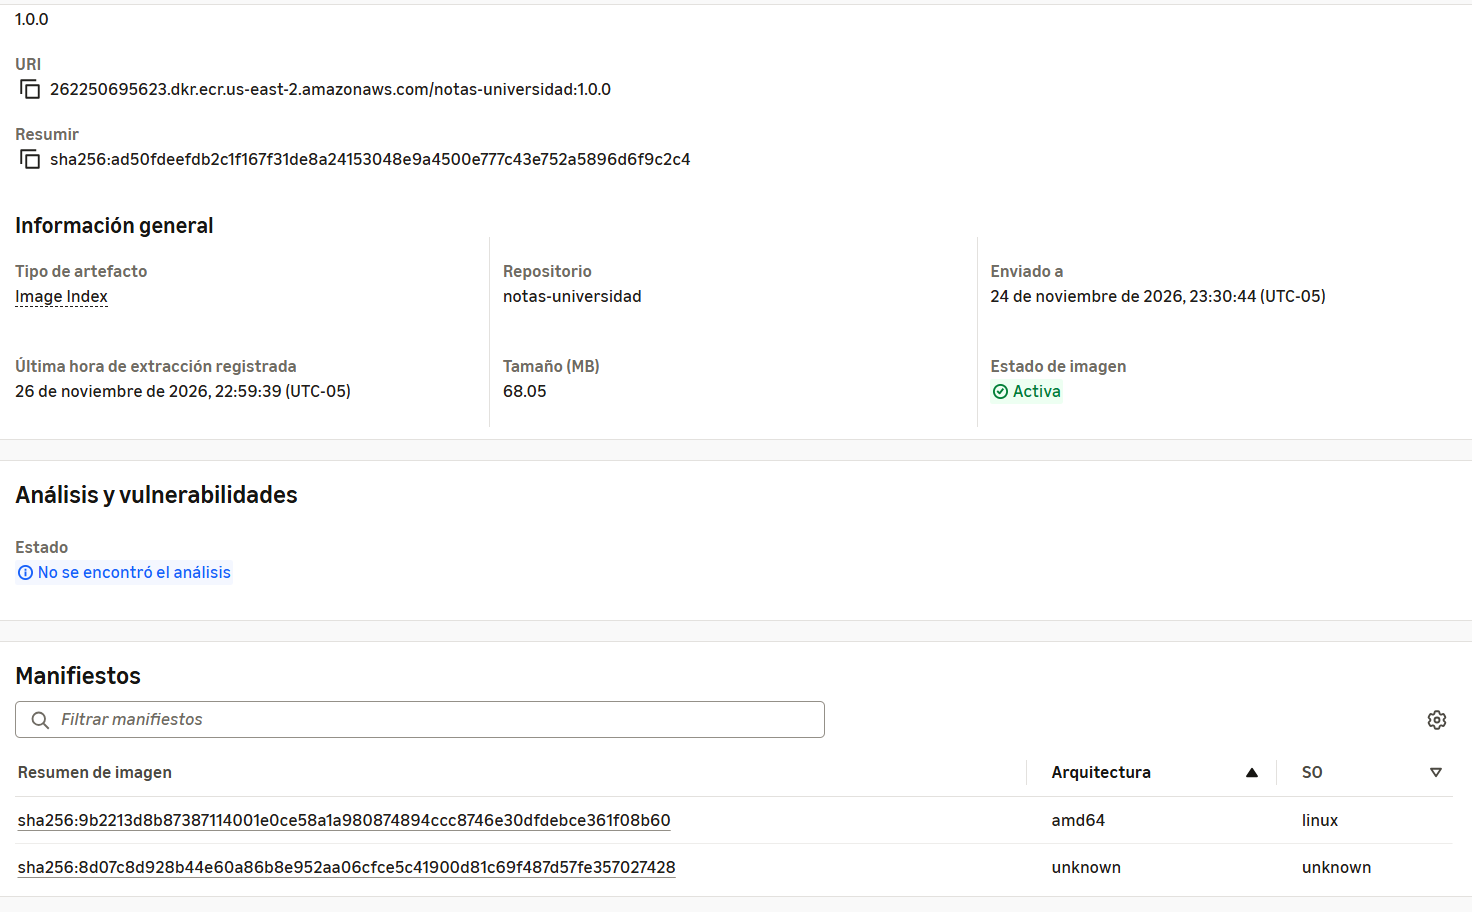 1.0.0
URI
262250695623.dkr.ecr.us-east-2.amazonaws.com/notas-universidad:1.0.0
Resumir
sha256:ad50fdeefdb2c1f167f31de8a24153048e9a4500e777c43e752a5896d6f9c2c4
Información general
Tipo de artefacto
Image Index
Repositorio
notas-universidad
Enviado a
24 de noviembre de 2026, 23:30:44 (UTC-05)
Última hora de extracción registrada
26 de noviembre de 2026, 22:59:39 (UTC-05)
Tamaño (MB)
68.05
Estado de imagen
Activa
Análisis y vulnerabilidades
Estado
No se encontró el análisis
Manifiestos
Filtrar manifiestos
Resumen de imagen Arquitectura SO
sha256:9b2213d8b87387114001e0ce58a1a980874894ccc8746e30dfdebce361f08b60 amd64 linux
sha256:8d07c8d928b44e60a86b8e952aa06cfce5c41900d81c69f487d57fe357027428 unknown unknown